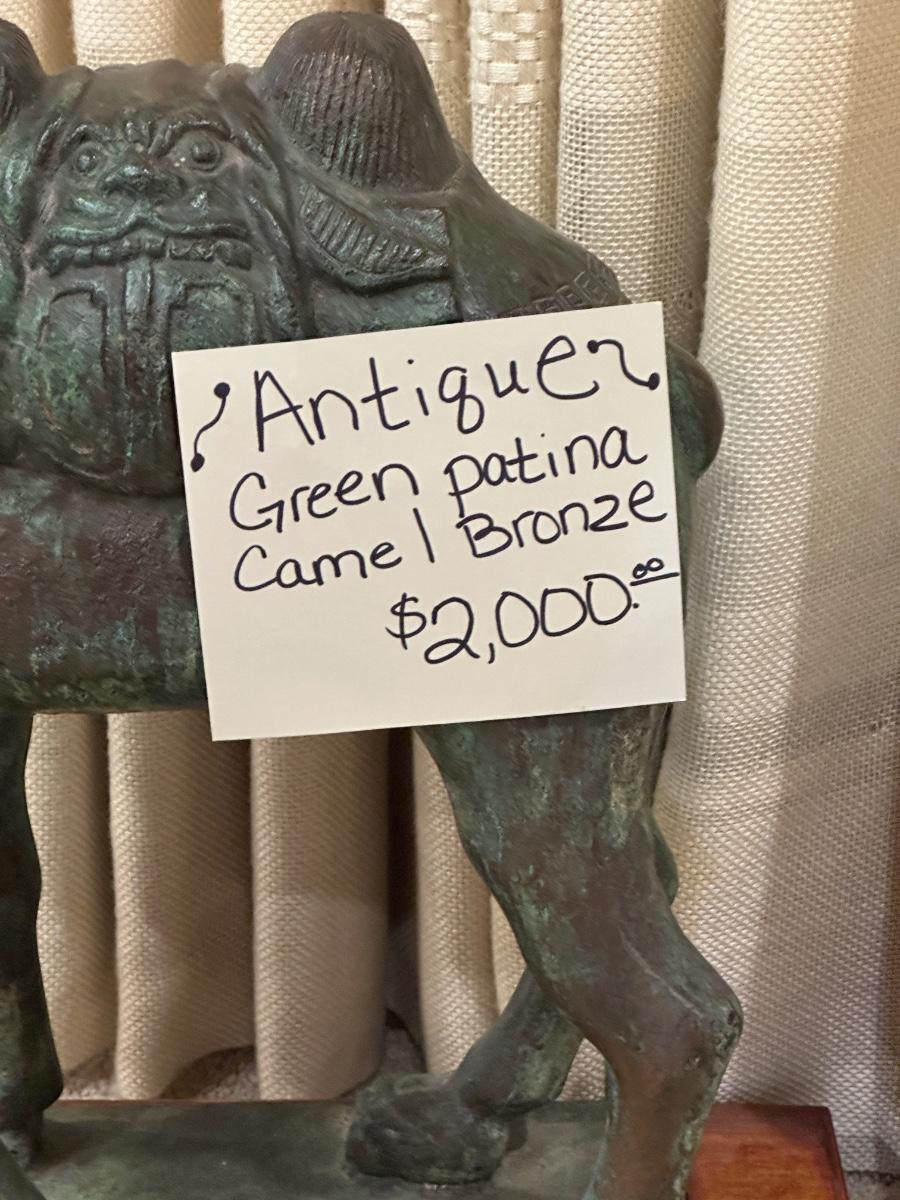 Antique
Green patina
Camel Bronze
$2,000.00